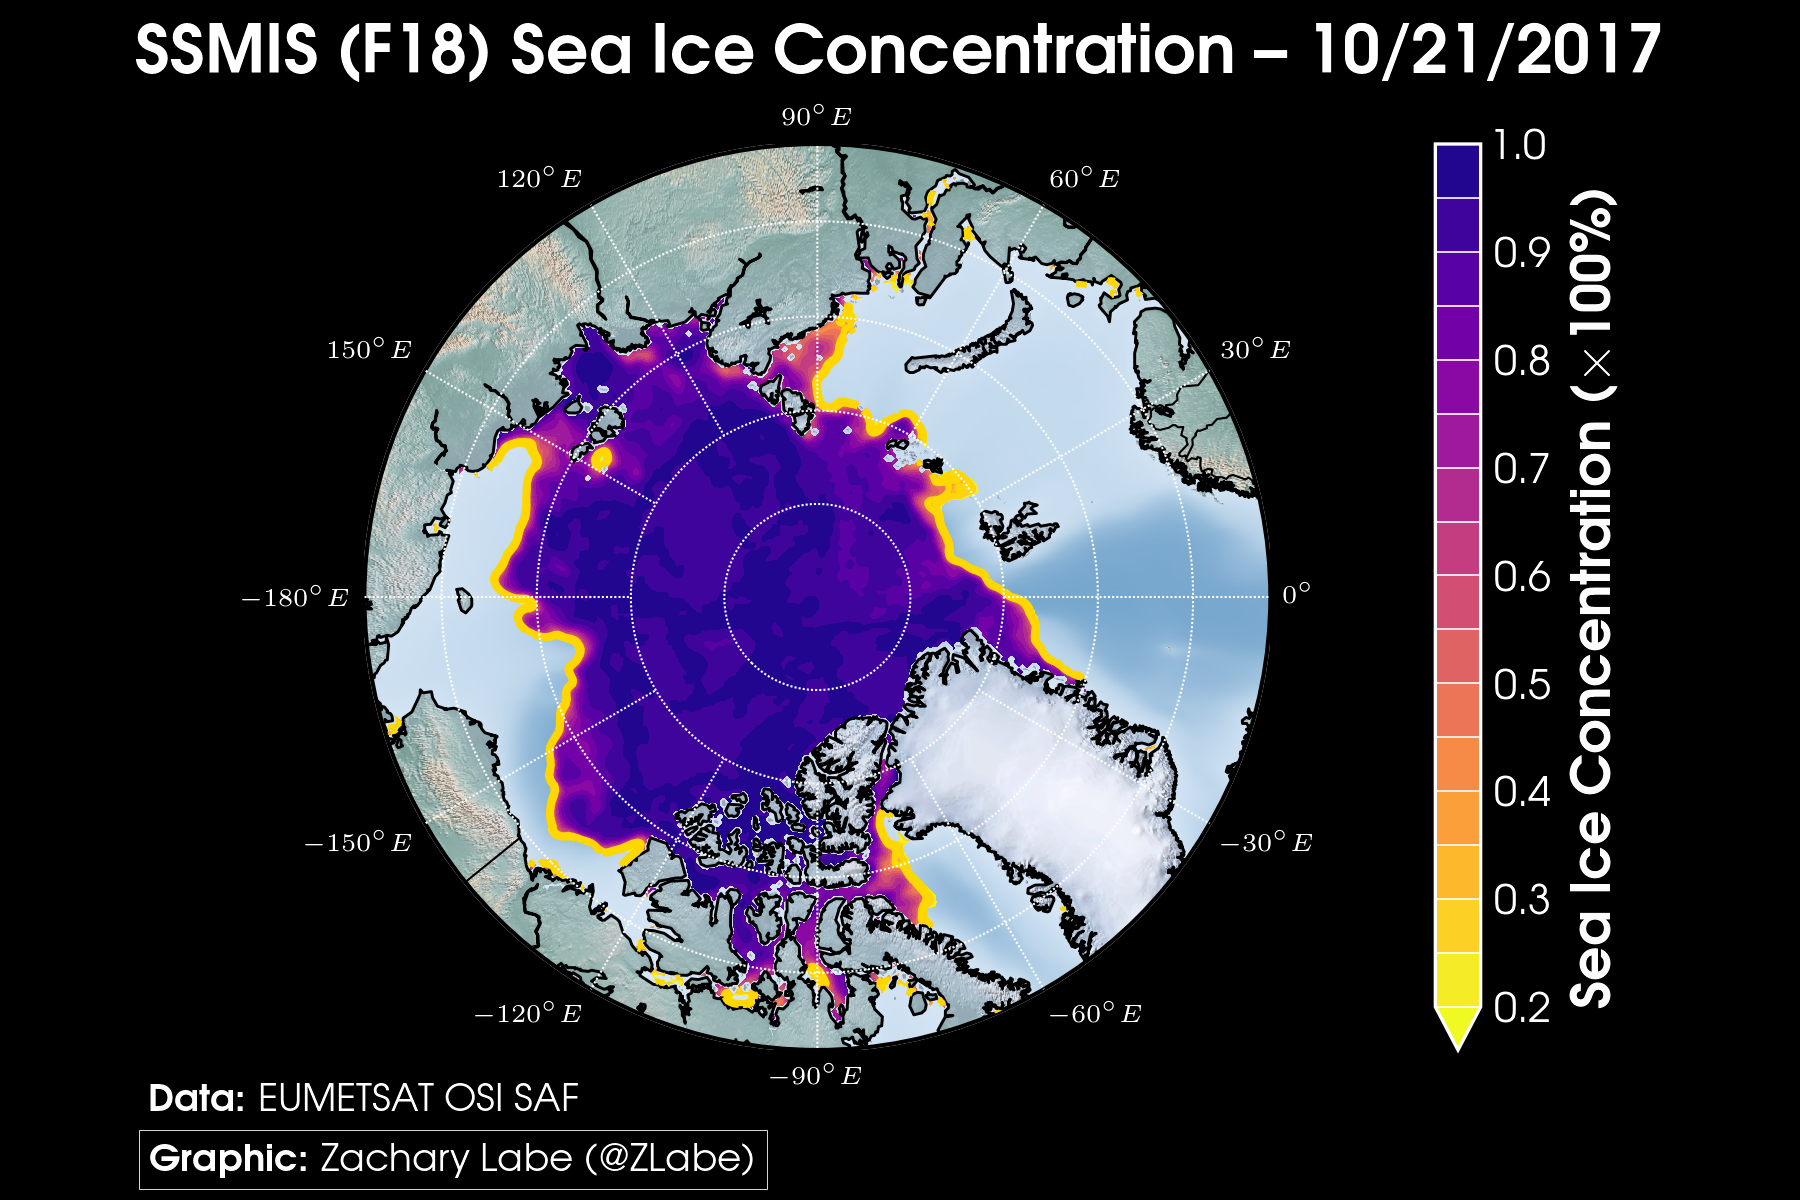 SSMIS (F18) Sea Ice Concentration – 10/21/2017
90° E
120° E
60° E
150° E
30° E
−180° E
0°
−150° E
−30° E
−120° E
−60° E
−90° E
1.0
0.9
0.8
0.7
0.6
0.5
0.4
0.3
0.2
Sea Ice Concentration (× 100%)
Data: EUMETSAT OSI SAF
Graphic: Zachary Labe (@ZLabe)